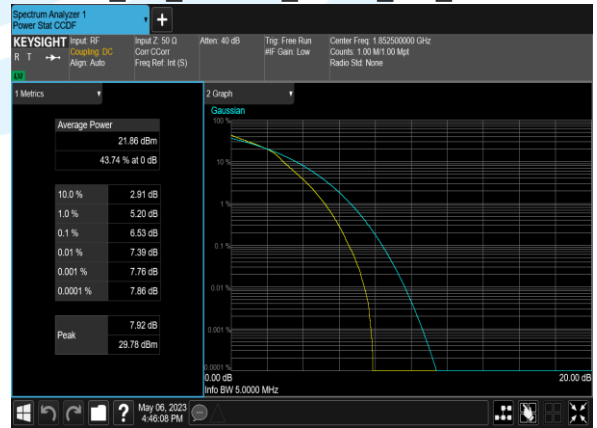 Spectrum Analyzer 1
Power Stat CCDF
+
KEYSIGHT
R T
LU
Input: RF
Coupling: DC
Align: Auto
Input Z: 50 Ω
Corr CCorr
Freq Ref: Int (S)
Atten: 40 dB
Trig: Free Run
#IF Gain: Low
Center Freq: 1.852500000 GHz
Counts: 1.00 M/1.00 Mpt
Radio Std: None
1 Metrics
Average Power
21.86 dBm
43.74 % at 0 dB
10.0 % 2.91 dB
1.0 % 5.20 dB
0.1 % 6.53 dB
0.01 % 7.39 dB
0.001 % 7.76 dB
0.0001 % 7.86 dB
Peak
7.92 dB
29.78 dBm
2 Graph
Gaussian
100 %
10 %
1 %
0.1 %
0.01 %
0.001 %
0.0001 %
0.00 dB 20.00 dB
Info BW 5.0000 MHz
?
May 06, 2023
4:46:08 PM